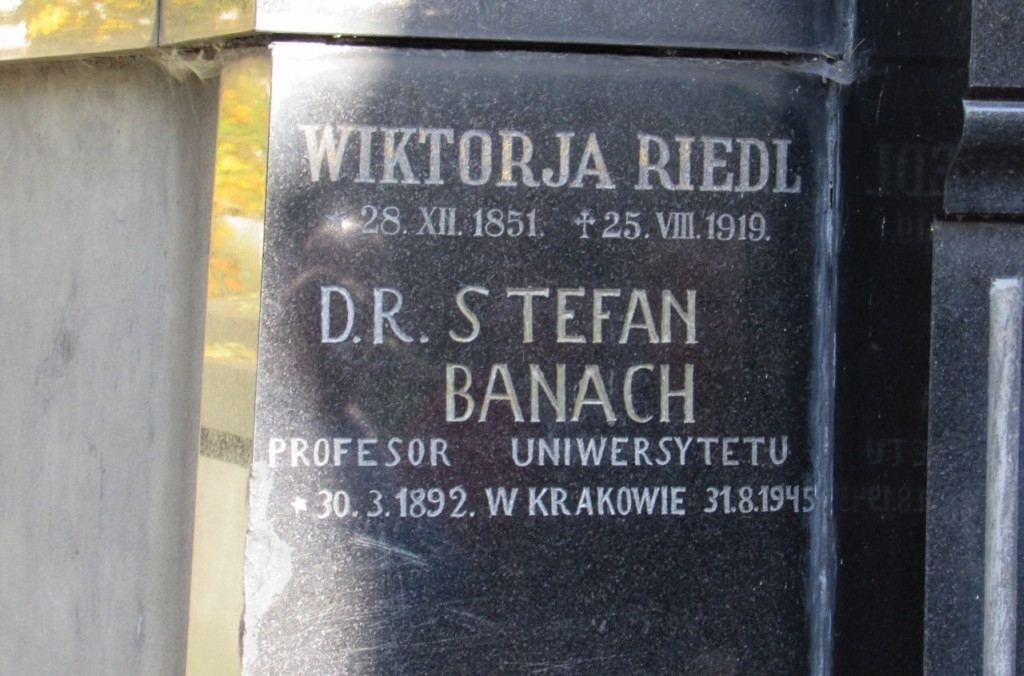 WIKTORJA RIEDL
* 28. XII. 1851. † 25. VIII. 1919.
D.R. STEFAN
BANACH
PROFESOR UNIWERSYTETU
* 30. 3. 1892. W KRAKOWIE 31.8.1945